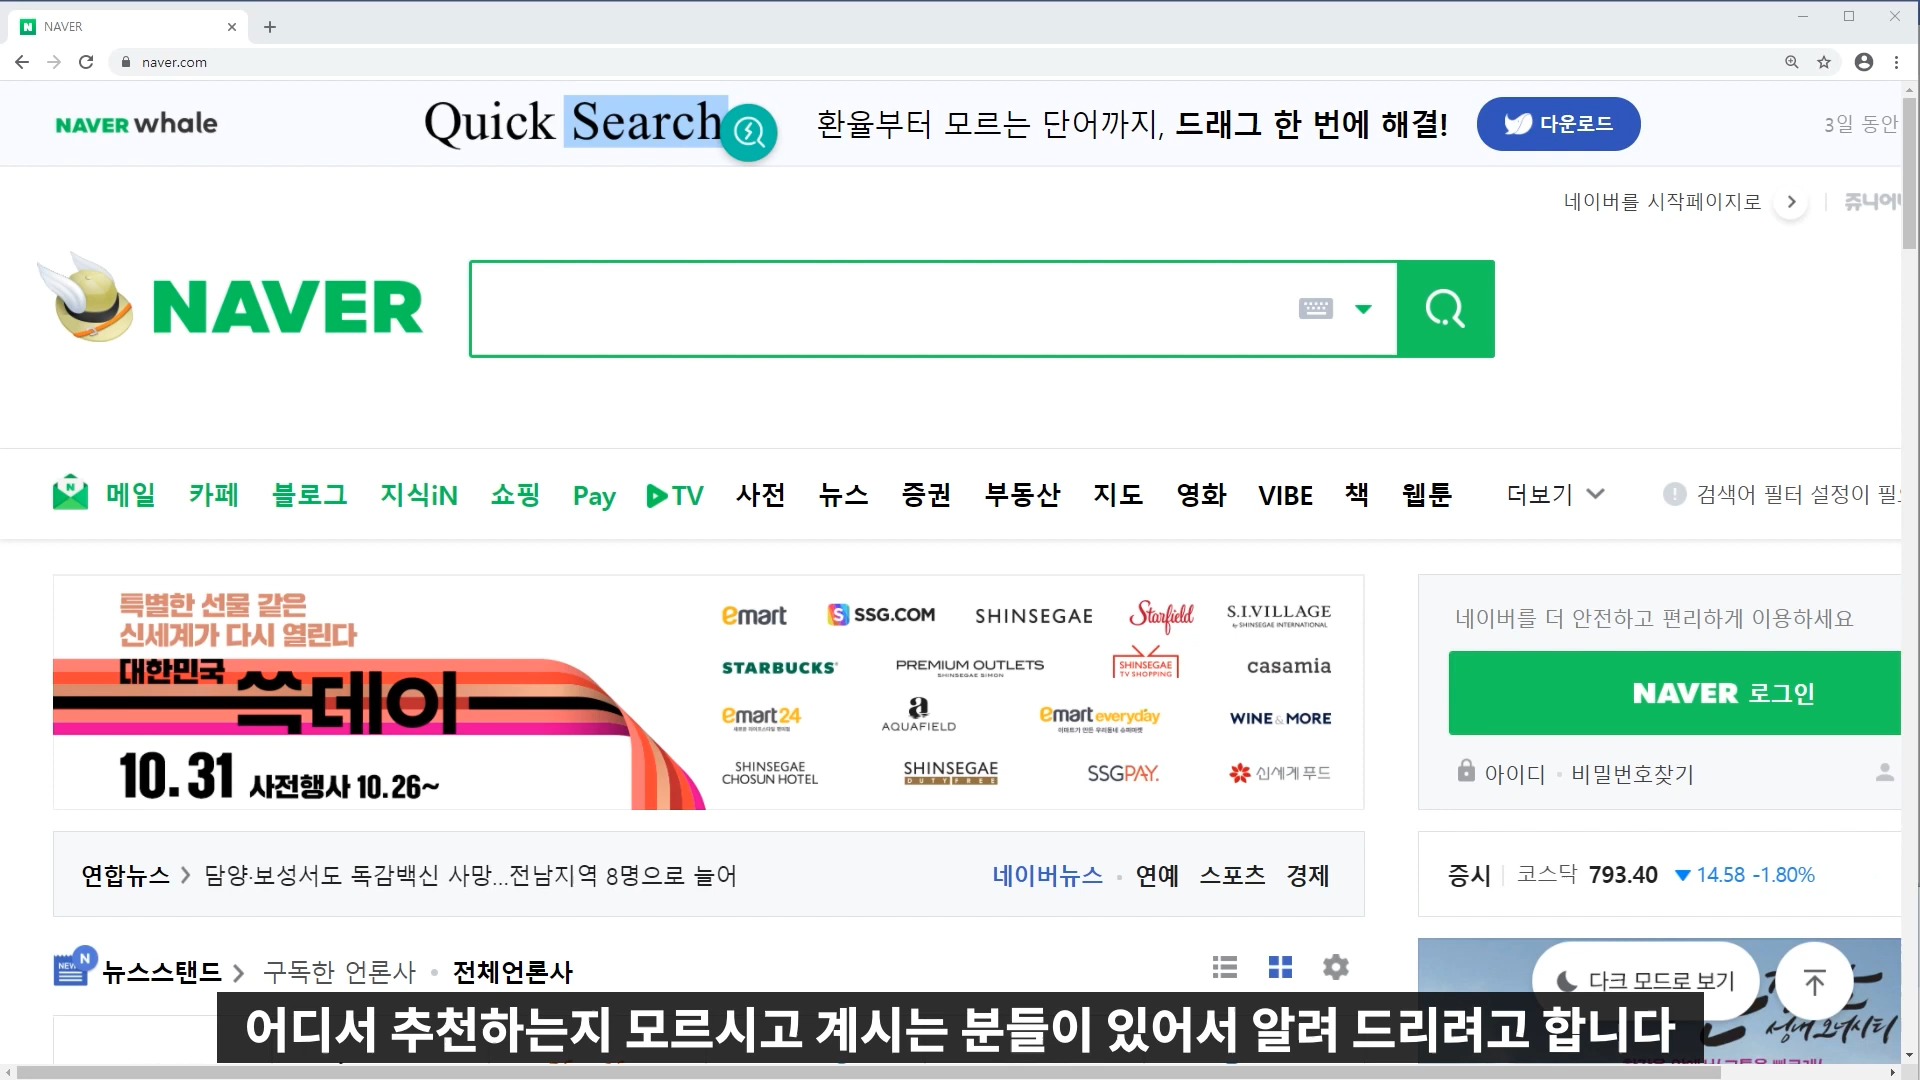 NAVER
naver.com
NAVER whale
Quick Search
환율부터 모르는 단어까지, 드래그 한 번에 해결!
다운로드
3일 동안
네이버를 시작페이지로
쥬니어
NAVER
메일 카페 블로그 지식iN 쇼핑 Pay TV 사전 뉴스 증권 부동산 지도 영화 VIBE 책 웹툰 더보기
검색어 필터 설정이 필
특별한 선물 같은
신세계가 다시 열린다
대한민국
쓱데이
10.31 사전행사 10.26~
emart SSG.COM SHINSEGAE Starfield S.I.VILLAGE
by SHINSEGAE INTERNATIONAL
STARBUCKS PREMIUM OUTLETS SHINSEGAE TV SHOPPING casamia
SHINSEGAE SIMON
emart24 AQUAFIELD emart everyday WINE & MORE
SHINSEGAE CHOSUN HOTEL SHINSEGAE DUTY FREE SSGPAY. 신세계 푸드
네이버를 더 안전하고 편리하게 이용하세요
NAVER 로그인
아이디 · 비밀번호찾기
연합뉴스 > 담양·보성서도 독감백신 사망...전남지역 8명으로 늘어
네이버뉴스 · 연예 스포츠 경제
증시 코스닥 793.40 ▼ 14.58 -1.80%
NEWS N 뉴스스탠드 > 구독한 언론사 · 전체언론사
다크 모드로 보기
어디서 추천하는지 모르시고 계시는 분들이 있어서 알려 드리려고 합니다